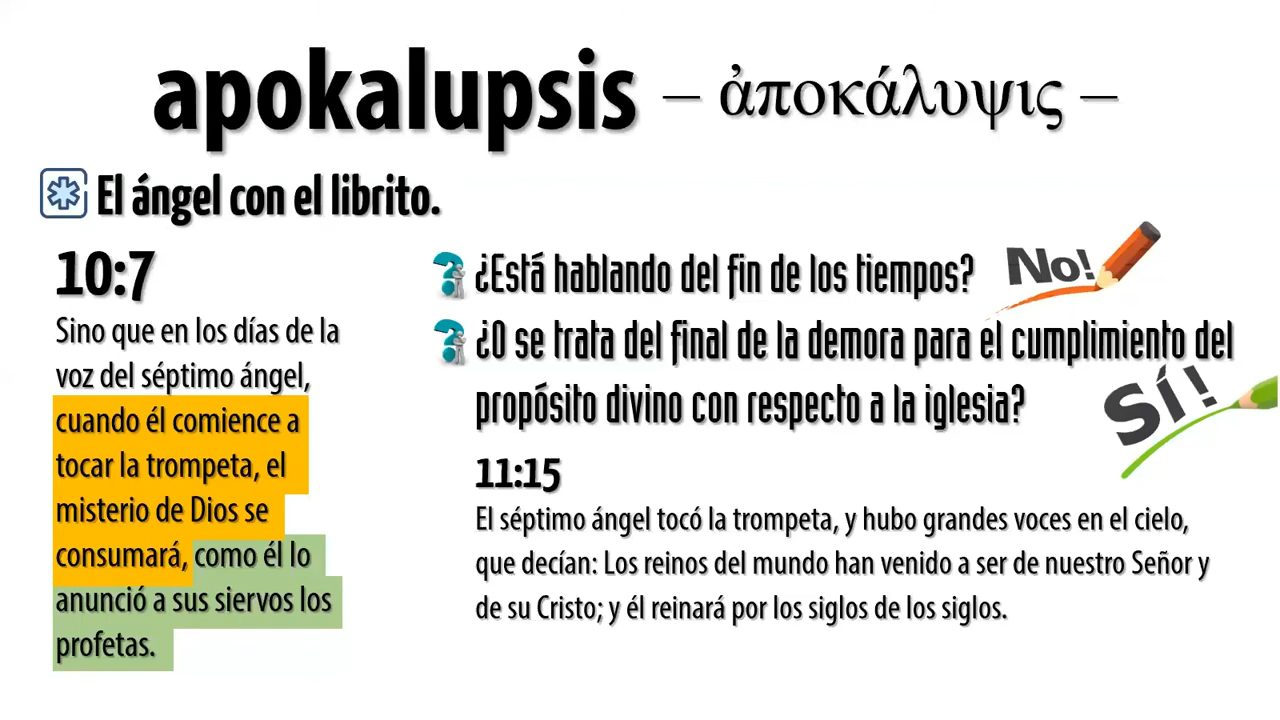 apokalupsis – ἀποκάλυψις –
El ángel con el librito.
10:7
Sino que en los días de la
voz del séptimo ángel,
cuando él comience a
tocar la trompeta, el
misterio de Dios se
consumará, como él lo
anunció a sus siervos los
profetas.
¿Está hablando del fin de los tiempos?
No!
¿O se trata del final de la demora para el cumplimiento del
propósito divino con respecto a la iglesia?
SÍ!
11:15
El séptimo ángel tocó la trompeta, y hubo grandes voces en el cielo,
que decían: Los reinos del mundo han venido a ser de nuestro Señor y
de su Cristo; y él reinará por los siglos de los siglos.